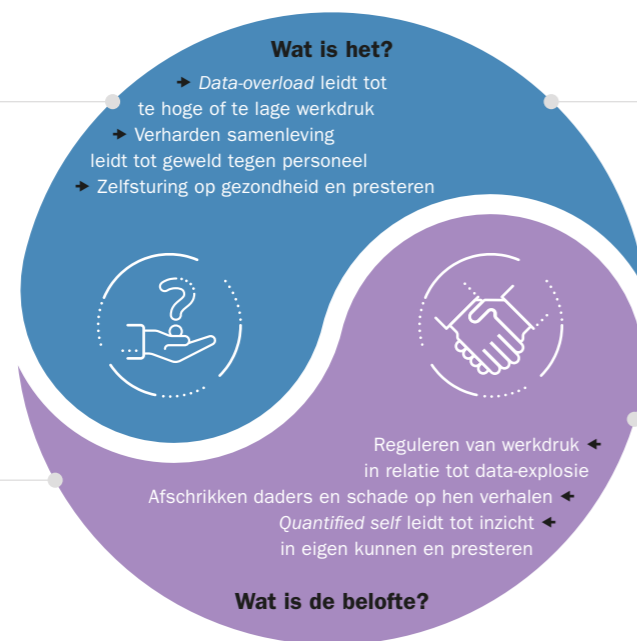 Wat is het?
➔ Data-overload leidt tot
te hoge of te lage werkdruk
➔ Verharden samenleving
leidt tot geweld tegen personeel
➔ Zelfsturing op gezondheid en presteren
Reguleren van werkdruk 🡰
in relatie tot data-explosie
Afschrikken daders en schade op hen verhalen 🡰
Quantified self leidt tot inzicht 🡰
in eigen kunnen en presteren
Wat is de belofte?